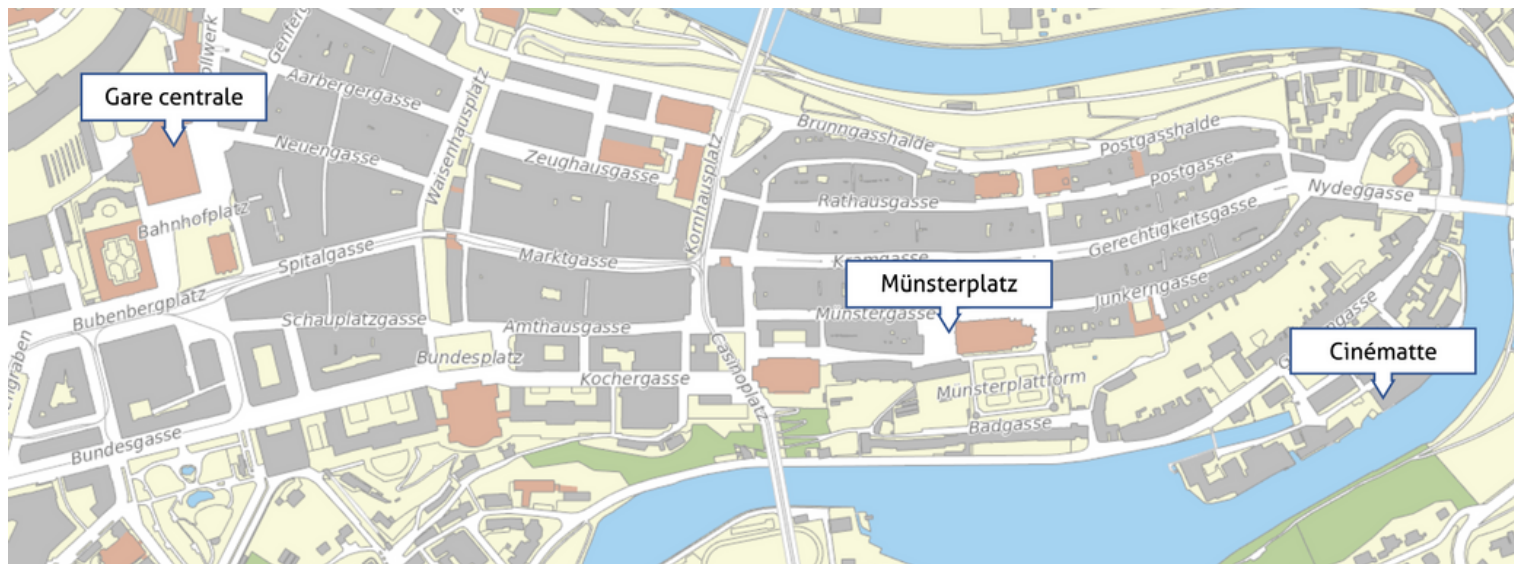 Gare centrale
Aarbergergasse
Neuengasse
Waisenhausplatz
Zeughausgasse
Kornhausplatz
Brunngasshalde
Postgasshalde
Postgasse
Rathausgasse
Nydeggasse
Bahnhofplatz
Spitalgasse
Marktgasse
Kramgasse
Gerechtigkeitsgasse
Münsterplatz
Bubenbergplatz
Schauplatzgasse
Amthausgasse
Münstergasse
Junkerngasse
Bundesplatz
Kochergasse
Casinoplatz
Münsterplattform
Cinématte
Bundesgasse
Badgasse